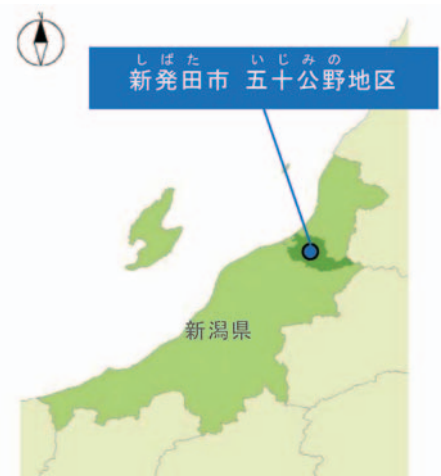 しばた いじみの
新発田市 五十公野地区
新潟県